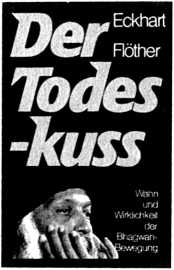 Eckhart
Flöther
Der
Todes
-kuss
Wahn
und
Wirklichkeit
der
Bhagwan-
Bewegung